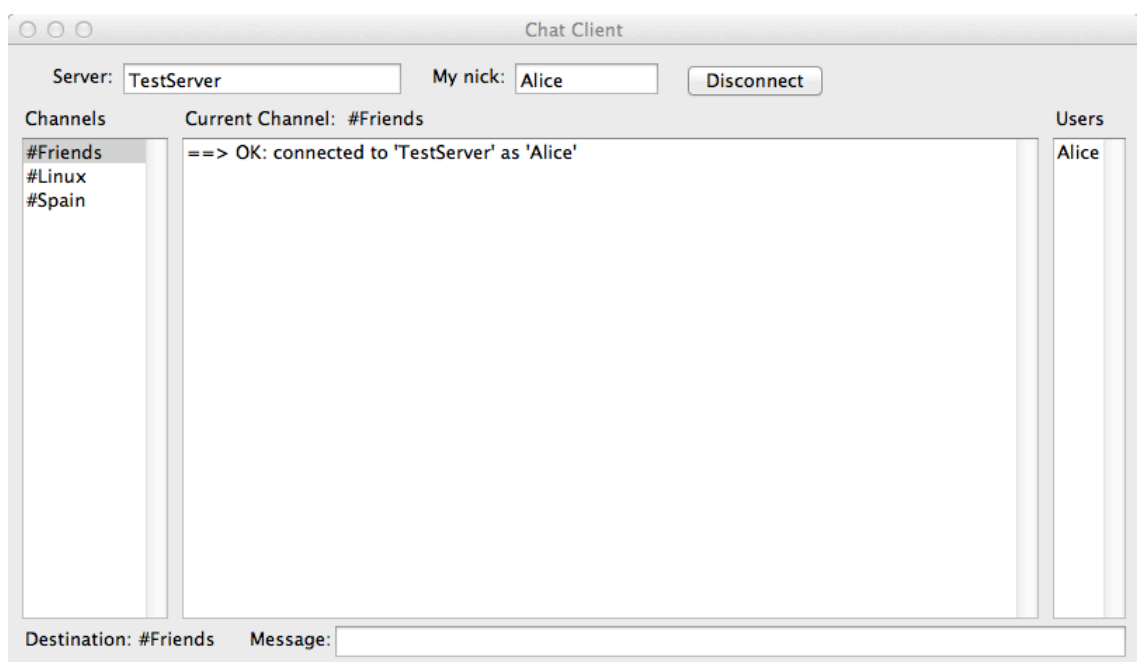 Chat Client
Server: TestServer My nick: Alice Disconnect
Channels Current Channel: #Friends Users
#Friends ==> OK: connected to 'TestServer' as 'Alice' Alice
#Linux
#Spain
Destination: #Friends Message: